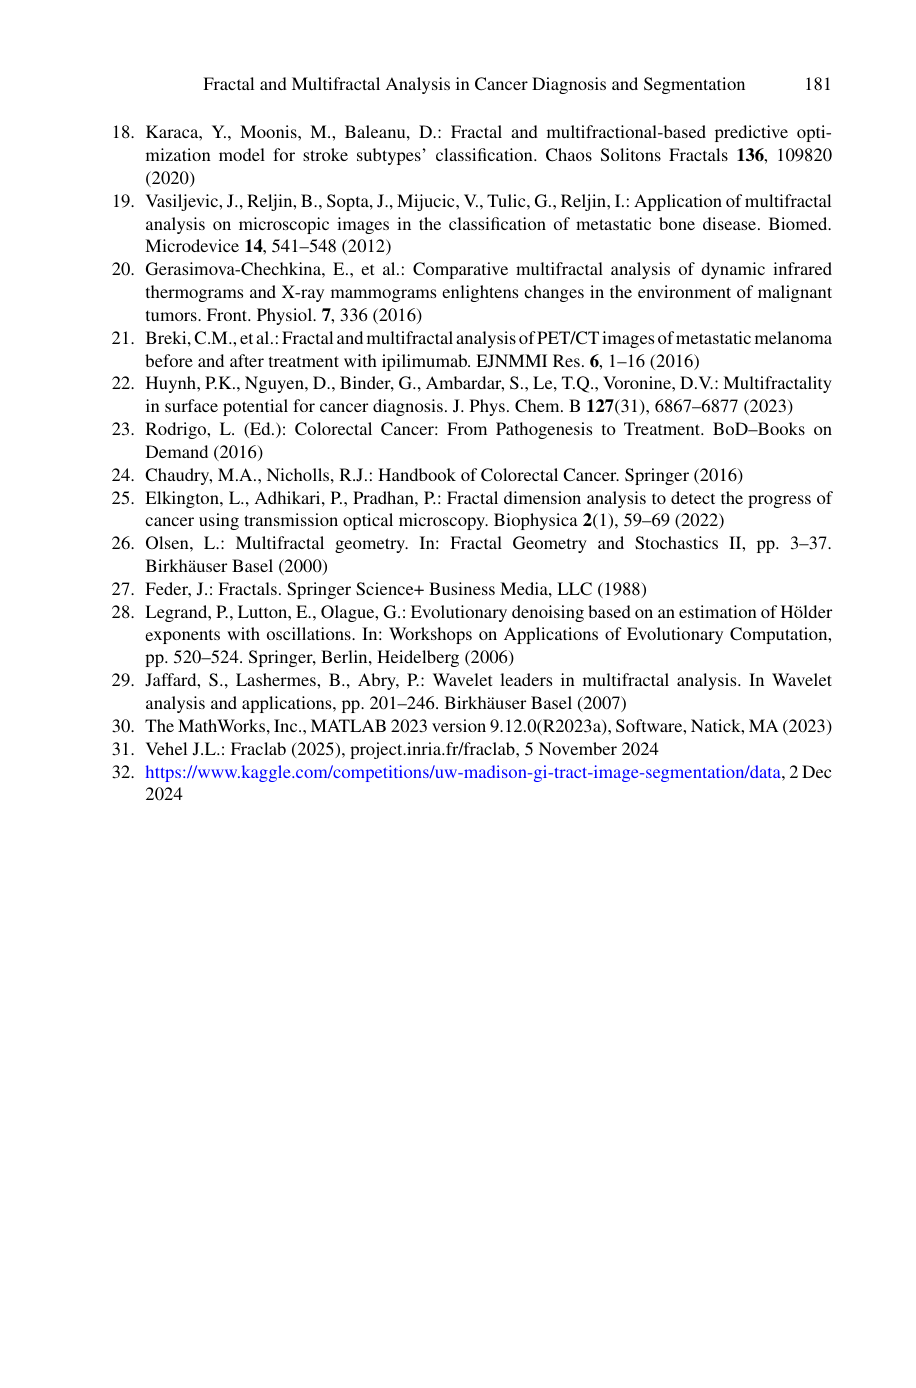 Fractal and Multifractal Analysis in Cancer Diagnosis and Segmentation 181
18. Karaca, Y., Moonis, M., Baleanu, D.: Fractal and multifractional-based predictive opti-
mization model for stroke subtypes’ classification. Chaos Solitons Fractals 136, 109820
(2020)
19. Vasiljevic, J., Reljin, B., Sopta, J., Mijucic, V., Tulic, G., Reljin, I.: Application of multifractal
analysis on microscopic images in the classification of metastatic bone disease. Biomed.
Microdevice 14, 541–548 (2012)
20. Gerasimova-Chechkina, E., et al.: Comparative multifractal analysis of dynamic infrared
thermograms and X-ray mammograms enlightens changes in the environment of malignant
tumors. Front. Physiol. 7, 336 (2016)
21. Breki, C.M., et al.: Fractal and multifractal analysis of PET/CT images of metastatic melanoma
before and after treatment with ipilimumab. EJNMMI Res. 6, 1–16 (2016)
22. Huynh, P.K., Nguyen, D., Binder, G., Ambardar, S., Le, T.Q., Voronine, D.V.: Multifractality
in surface potential for cancer diagnosis. J. Phys. Chem. B 127(31), 6867–6877 (2023)
23. Rodrigo, L. (Ed.): Colorectal Cancer: From Pathogenesis to Treatment. BoD–Books on
Demand (2016)
24. Chaudry, M.A., Nicholls, R.J.: Handbook of Colorectal Cancer. Springer (2016)
25. Elkington, L., Adhikari, P., Pradhan, P.: Fractal dimension analysis to detect the progress of
cancer using transmission optical microscopy. Biophysica 2(1), 59–69 (2022)
26. Olsen, L.: Multifractal geometry. In: Fractal Geometry and Stochastics II, pp. 3–37.
Birkhäuser Basel (2000)
27. Feder, J.: Fractals. Springer Science+ Business Media, LLC (1988)
28. Legrand, P., Lutton, E., Olague, G.: Evolutionary denoising based on an estimation of Hölder
exponents with oscillations. In: Workshops on Applications of Evolutionary Computation,
pp. 520–524. Springer, Berlin, Heidelberg (2006)
29. Jaffard, S., Lashermes, B., Abry, P.: Wavelet leaders in multifractal analysis. In Wavelet
analysis and applications, pp. 201–246. Birkhäuser Basel (2007)
30. The MathWorks, Inc., MATLAB 2023 version 9.12.0(R2023a), Software, Natick, MA (2023)
31. Vehel J.L.: Fraclab (2025), project.inria.fr/fraclab, 5 November 2024
32. https://www.kaggle.com/competitions/uw-madison-gi-tract-image-segmentation/data, 2 Dec
2024